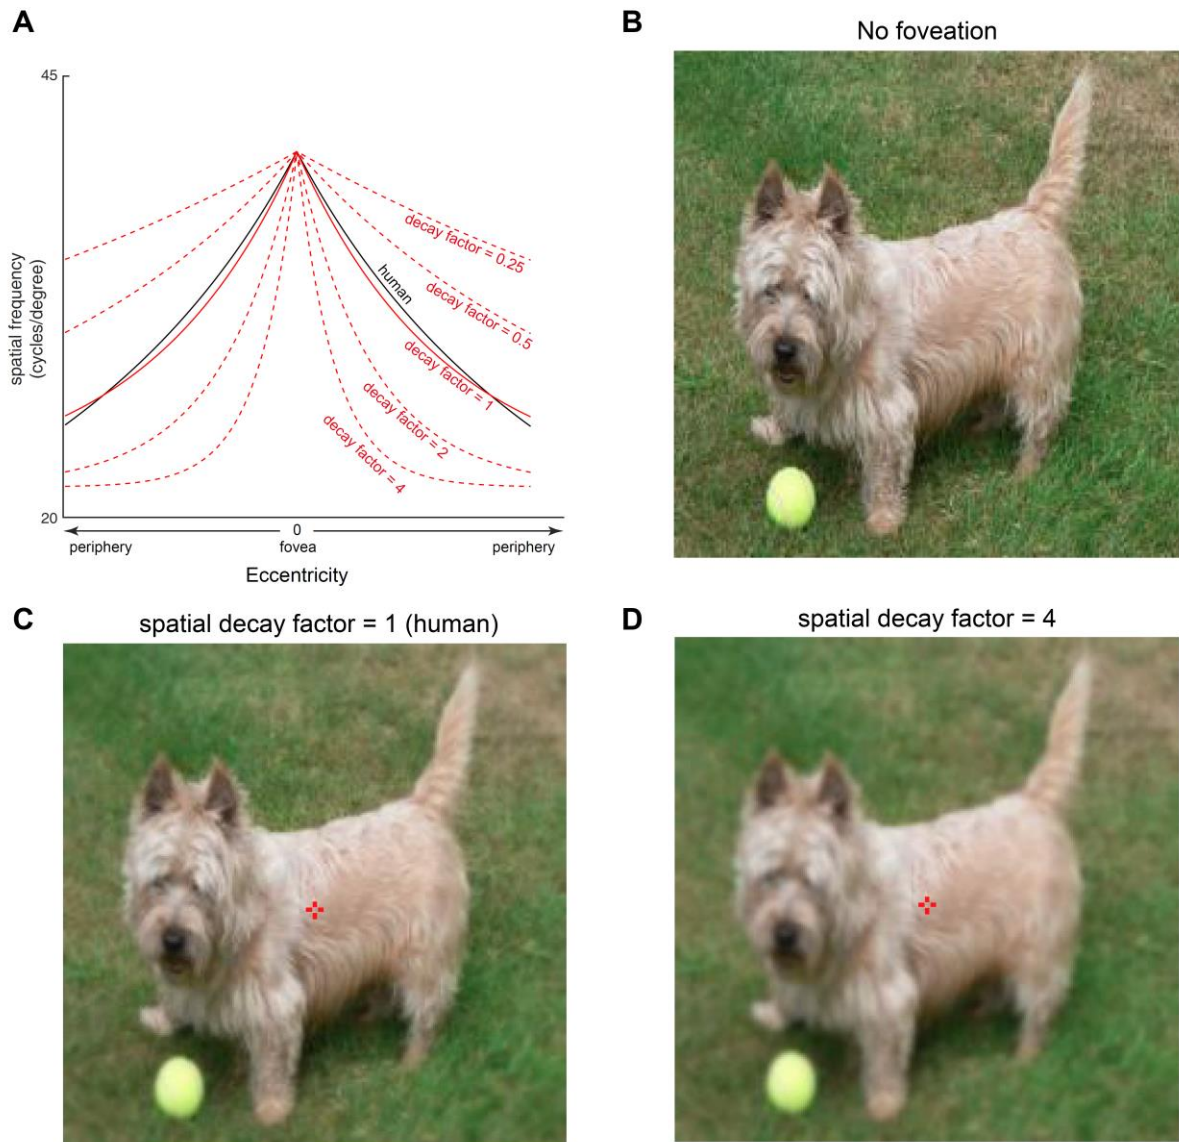 A
45
spatial frequency
(cycles/degree)
decay factor = 0.25
human
decay factor = 0.5
decay factor = 1
decay factor = 2
decay factor = 4
20
0
periphery
fovea
periphery
Eccentricity
B
No foveation
C
spatial decay factor = 1 (human)
D
spatial decay factor = 4